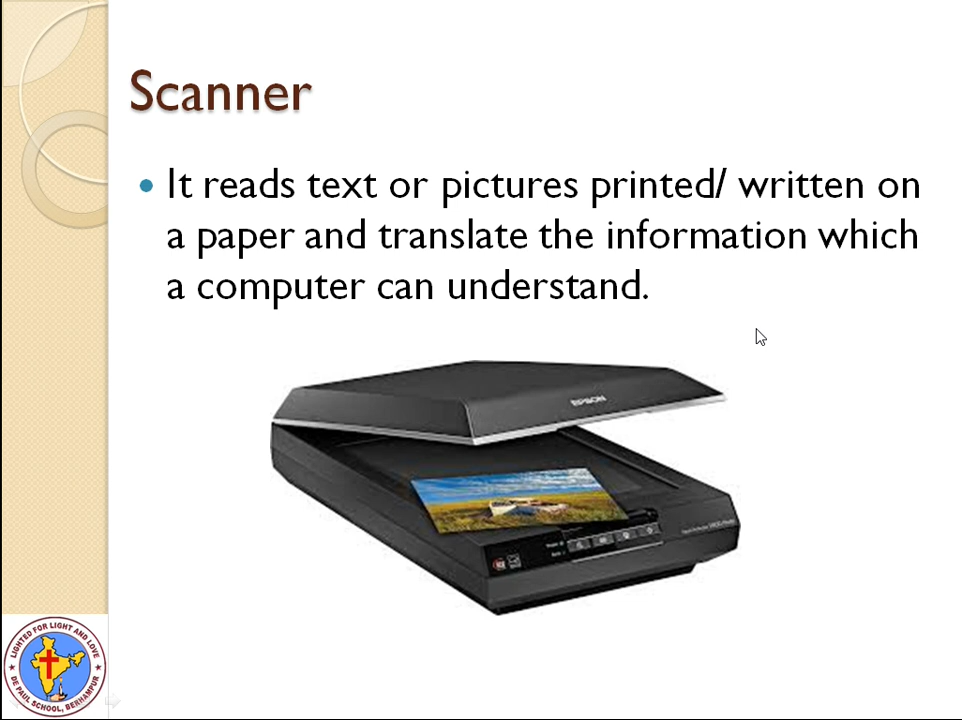 Scanner
It reads text or pictures printed/ written on
a paper and translate the information which
a computer can understand.
EPSON
LIGHTED FOR LIGHT AND LOVE
DE PAUL SCHOOL, BERHAMPUR